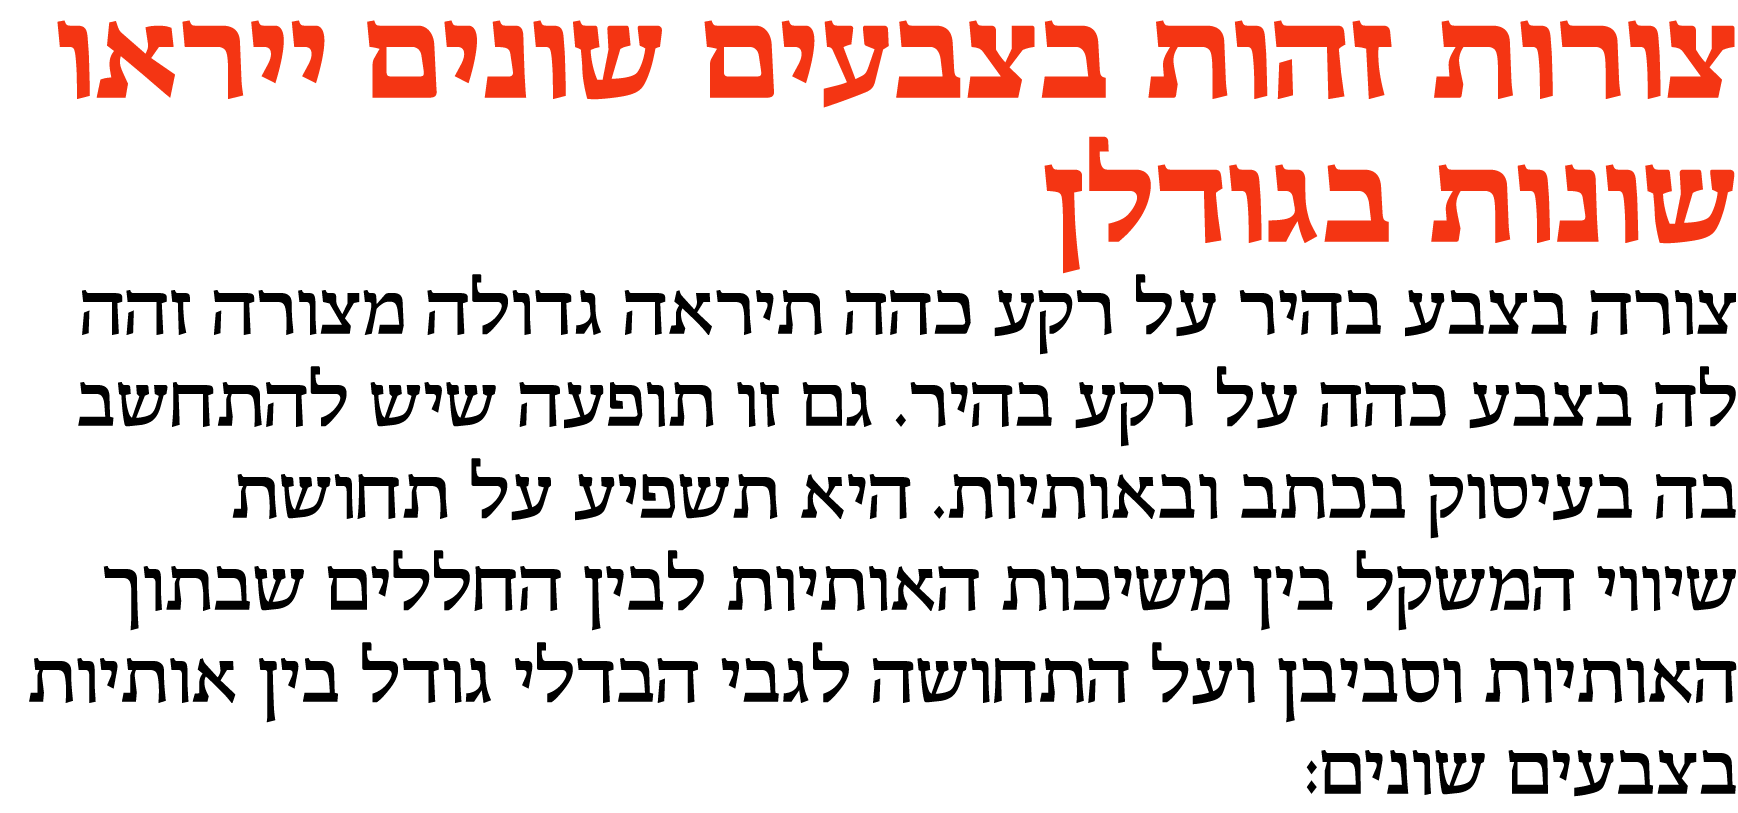 צורות זהות בצבעים שונים ייראו
שונות בגודלן
צורה בצבע בהיר על רקע כהה תיראה גדולה מצורה זהה
לה בצבע כהה על רקע בהיר. גם זו תופעה שיש להתחשב
בה בעיסוק בכתב ובאותיות. היא תשפיע על תחושת
שיווי המשקל בין משיכות האותיות לבין החללים שבתוך
האותיות וסביבן ועל התחושה לגבי הבדלי גודל בין אותיות
בצבעים שונים: